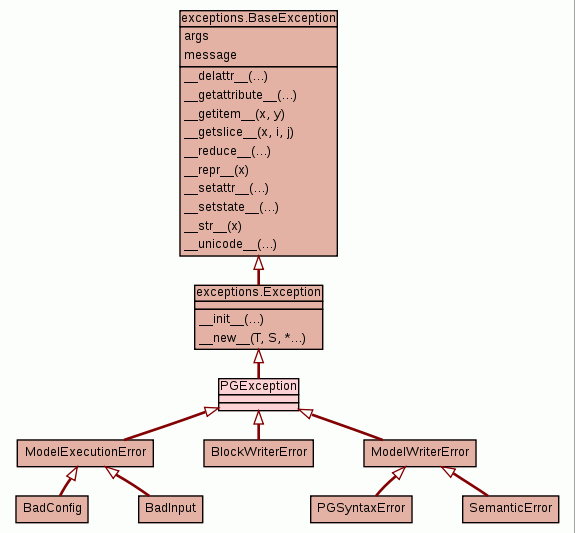 exceptions.BaseException
args
message
__delattr__(...)
__getattribute__(...)
__getitem__(x, y)
__getslice__(x, i, j)
__reduce__(...)
__repr__(x)
__setattr__(...)
__setstate__(...)
__str__(x)
__unicode__(...)
exceptions.Exception
__init__(...)
__new__(T, S, *...)
PGException
ModelExecutionError
BlockWriterError
ModelWriterError
BadConfig
BadInput
PGSyntaxError
SemanticError